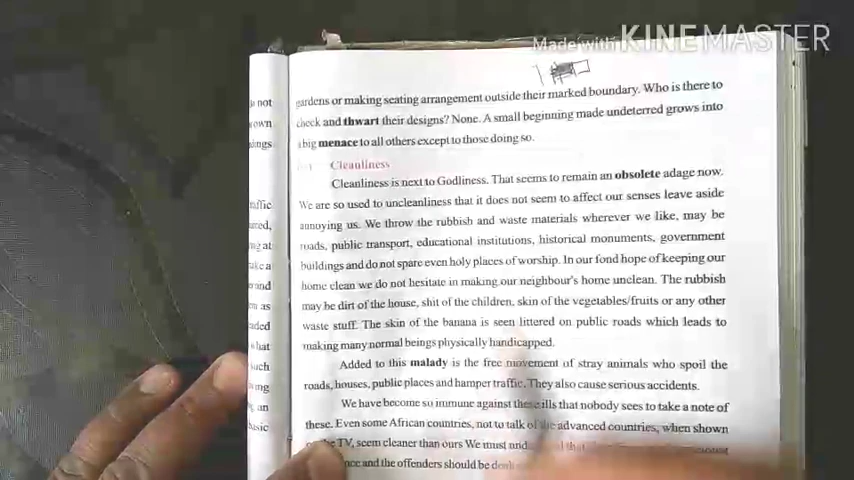 Made with KINEMASTER
gardens or making seating arrangement outside their marked boundary. Who is there to
check and thwart their designs? None. A small beginning made undeterred grows into
a big menace to all others except to those doing so.
Cleanliness
Cleanliness is next to Godliness. That seems to remain an obsolete adage now.
We are so used to uncleanliness that it does not seem to affect our senses leave aside
annoying us. We throw the rubbish and waste materials wherever we like, may be
roads, public transport, educational institutions, historical monuments, government
buildings and do not spare even holy places of worship. In our fond hope of keeping our
home clean we do not hesitate in making our neighbour's home unclean. The rubbish
may be dirt of the house, shit of the children, skin of the vegetables/fruits or any other
waste stuff. The skin of the banana is seen littered on public roads which leads to
making many normal beings physically handicapped.
Added to this malady is the free movement of stray animals who spoil the
roads, houses, public places and hamper traffic. They also cause serious accidents.
We have become so immune against these ills that nobody sees to take a note of
these. Even some African countries, not to talk of the advanced countries, when shown
the TV, seem cleaner than ours We must
and the offenders should be